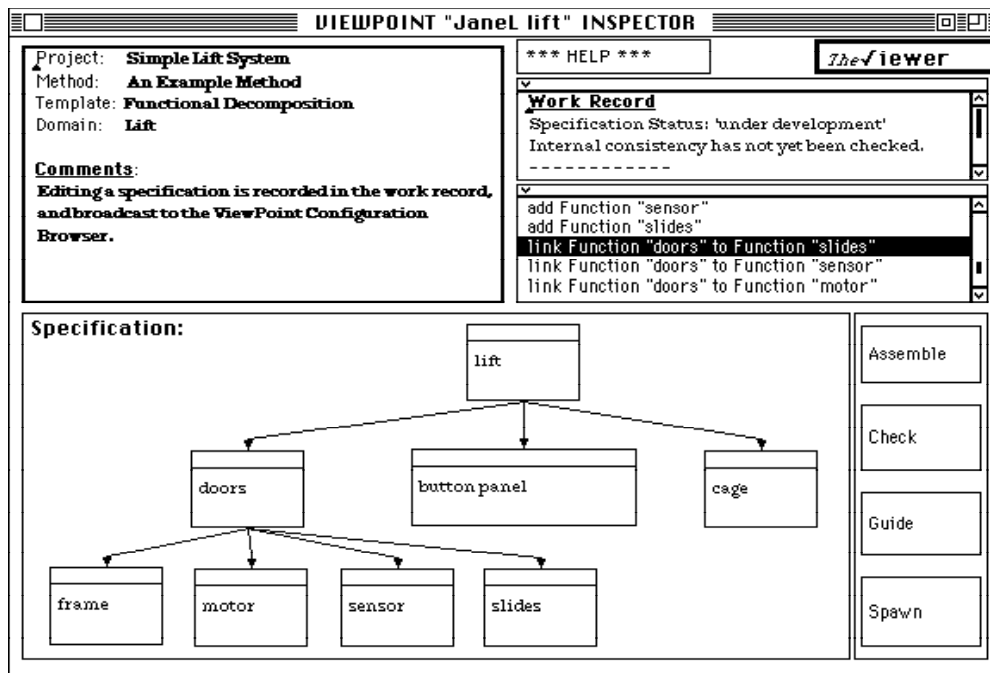 VIEWPOINT "JaneL lift" INSPECTOR
Project: Simple Lift System
Method: An Example Method
Template: Functional Decomposition
Domain: Lift
Comments:
Editing a specification is recorded in the work record,
and broadcast to the ViewPoint Configuration
Browser.
*** HELP ***
The√iewer
Work Record
Specification Status: 'under development'
Internal consistency has not yet been checked.
- - - - - - - - - - - -
add Function "sensor"
add Function "slides"
link Function "doors" to Function "slides"
link Function "doors" to Function "sensor"
link Function "doors" to Function "motor"
Specification:
lift
doors
button panel
cage
frame
motor
sensor
slides
Assemble
Check
Guide
Spawn